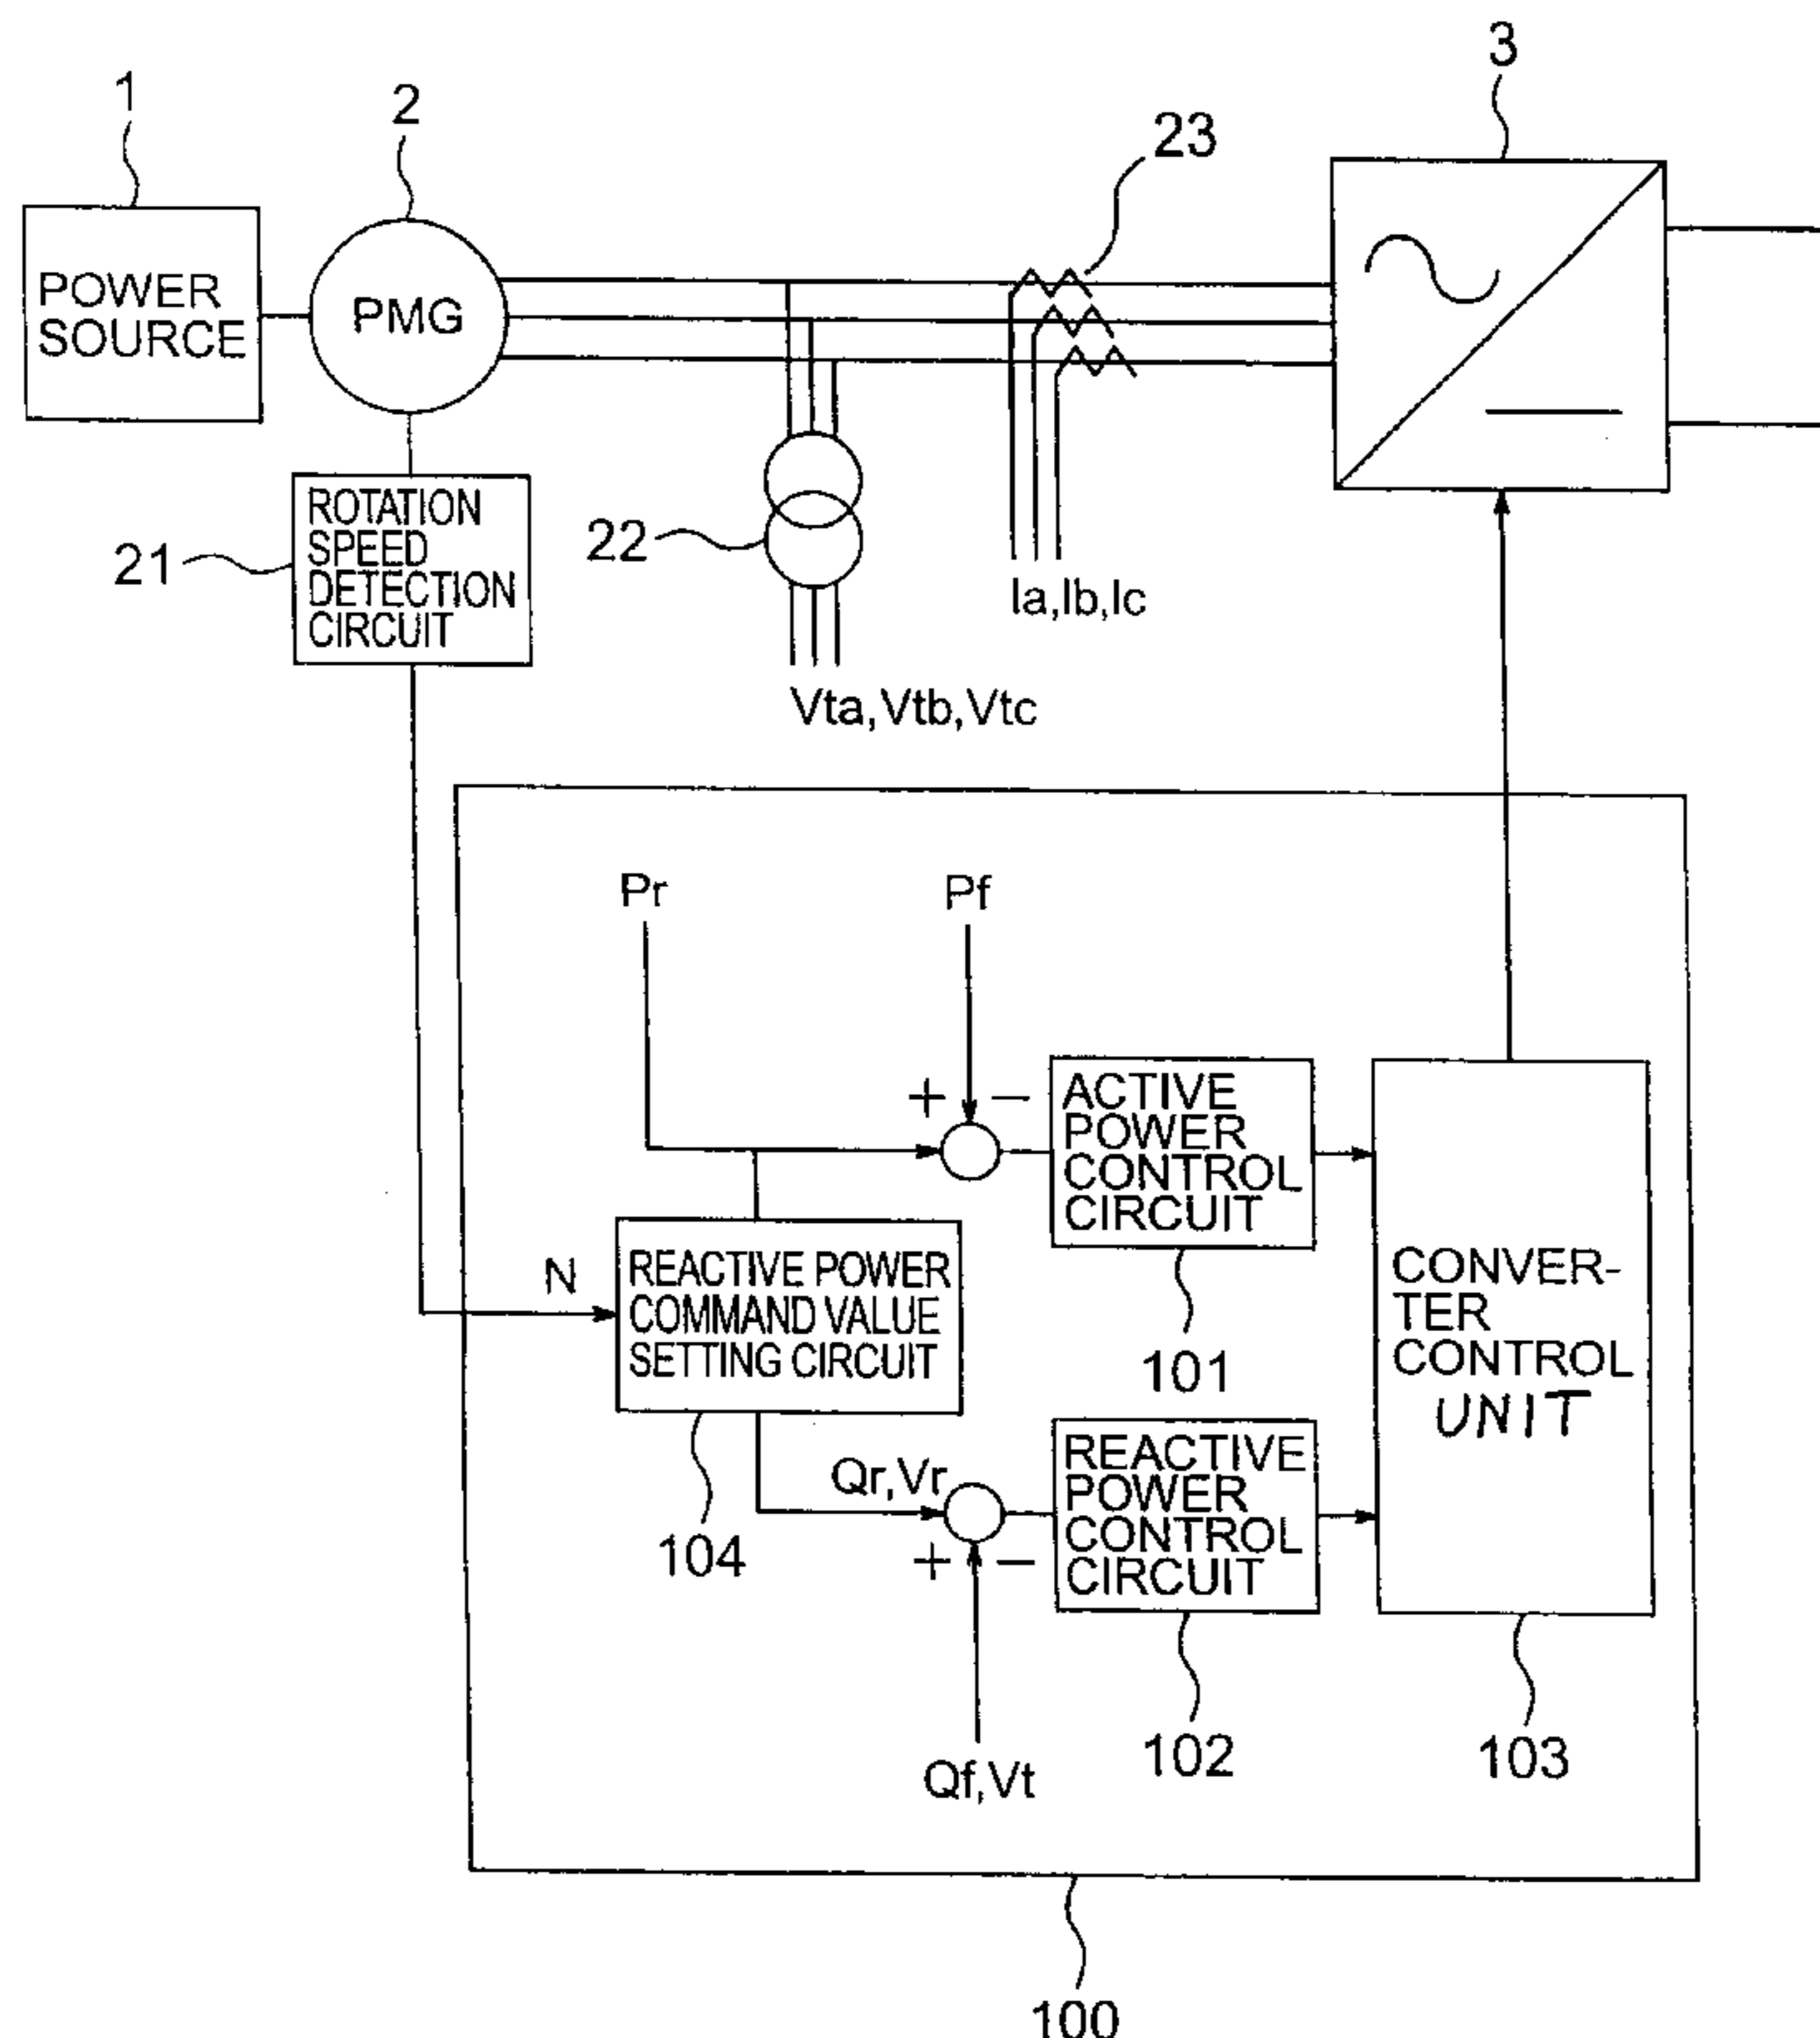 1
2
3
23
POWER
SOURCE
PMG
21
ROTATION
SPEED
DETECTION
CIRCUIT
22
Ia,Ib,Ic
Vta,Vtb,Vtc
Pr
Pf
+ −
ACTIVE
POWER
CONTROL
CIRCUIT
101
N
REACTIVE POWER
COMMAND VALUE
SETTING CIRCUIT
104
CONVER-
TER
CONTROL
UNIT
Qr,Vr
+ −
REACTIVE
POWER
CONTROL
CIRCUIT
102
103
Qf,Vt
100